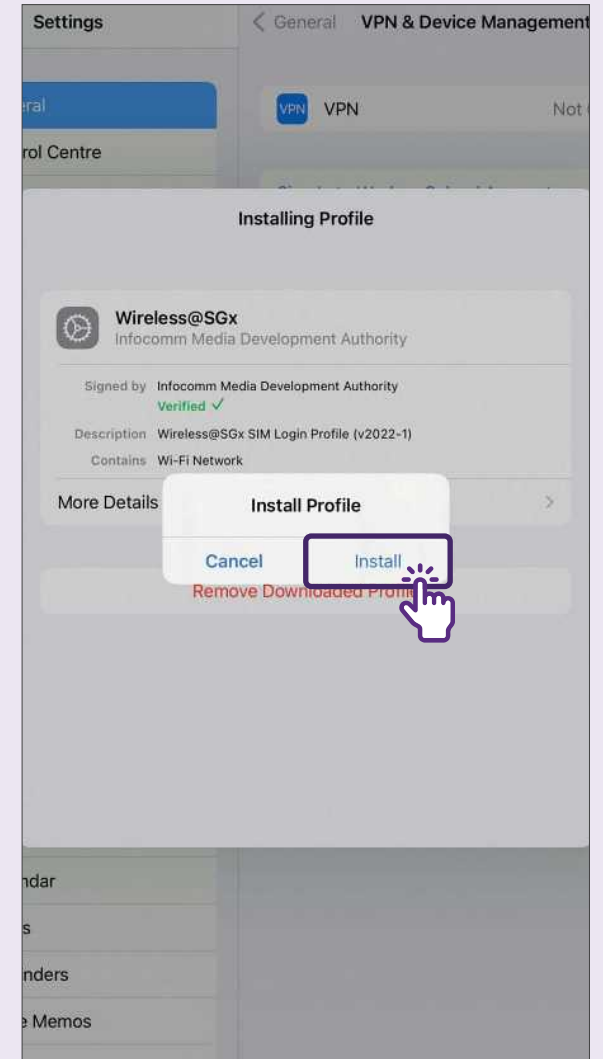 Settings
General
VPN & Device Management
VPN
VPN
Not
rol Centre
Installing Profile
Wireless@SGx
Infocomm Media Development Authority
Signed by Infocomm Media Development Authority
Verified ✓
Description Wireless@SGx SIM Login Profile (v2022-1)
Contains Wi-Fi Network
More Details
Install Profile
Cancel
Install
Remove Downloaded Profile
ndar
s
nders
e Memos